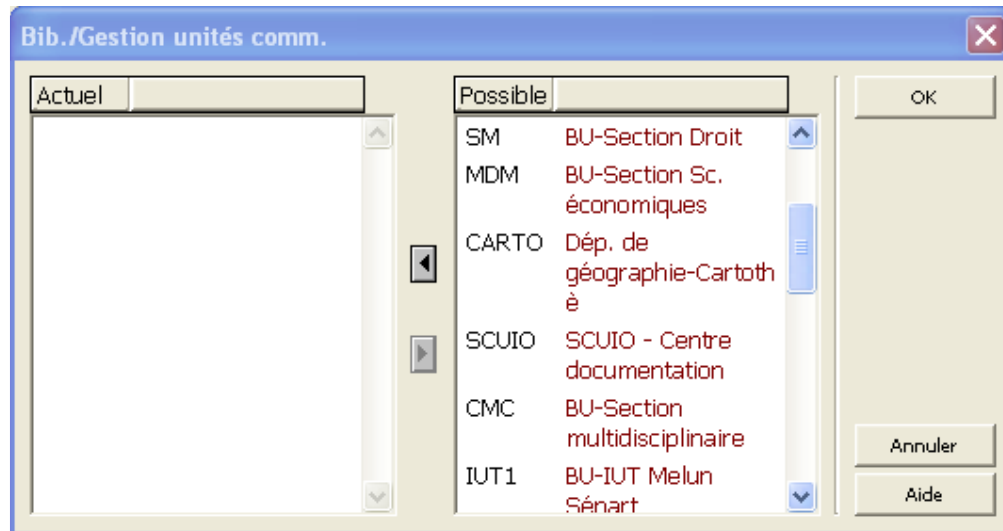 Bib./Gestion unités comm.
Actuel
Possible
OK
SM BU-Section Droit
MDM BU-Section Sc.
économiques
CARTO Dép. de
géographie-Cartoth
è
SCUIO SCUIO - Centre
documentation
CMC BU-Section
multidisciplinaire
IUT1 BU-IUT Melun
Sénart
Annuler
Aide